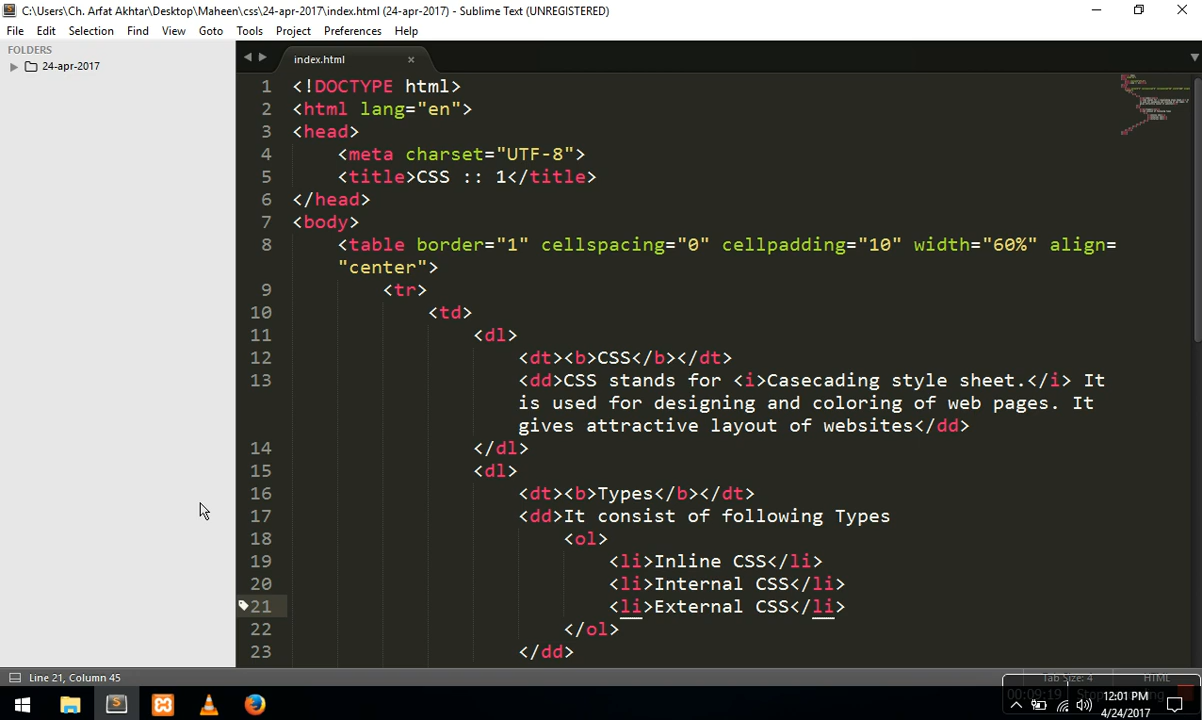 C:\Users\Ch. Arfat Akhtar\Desktop\Maheen\css\24-apr-2017\index.html (24-apr-2017) - Sublime Text (UNREGISTERED)
File Edit Selection Find View Goto Tools Project Preferences Help
FOLDERS
24-apr-2017
index.html
1 <!DOCTYPE html>
2 <html lang="en">
3 <head>
4 <meta charset="UTF-8">
5 <title>CSS :: 1</title>
6 </head>
7 <body>
8 <table border="1" cellspacing="0" cellpadding="10" width="60%" align=
"center">
9 <tr>
10 <td>
11 <dl>
12 <dt><b>CSS</b></dt>
13 <dd>CSS stands for <i>Casecading style sheet.</i> It
is used for designing and coloring of web pages. It
gives attractive layout of websites</dd>
14 </dl>
15 <dl>
16 <dt><b>Types</b></dt>
17 <dd>It consist of following Types
18 <ol>
19 <li>Inline CSS</li>
20 <li>Internal CSS</li>
21 <li>External CSS</li>
22 </ol>
23 </dd>
Line 21, Column 45
Tab Size: 4 HTML
00:09:19
12:01 PM
4/24/2017